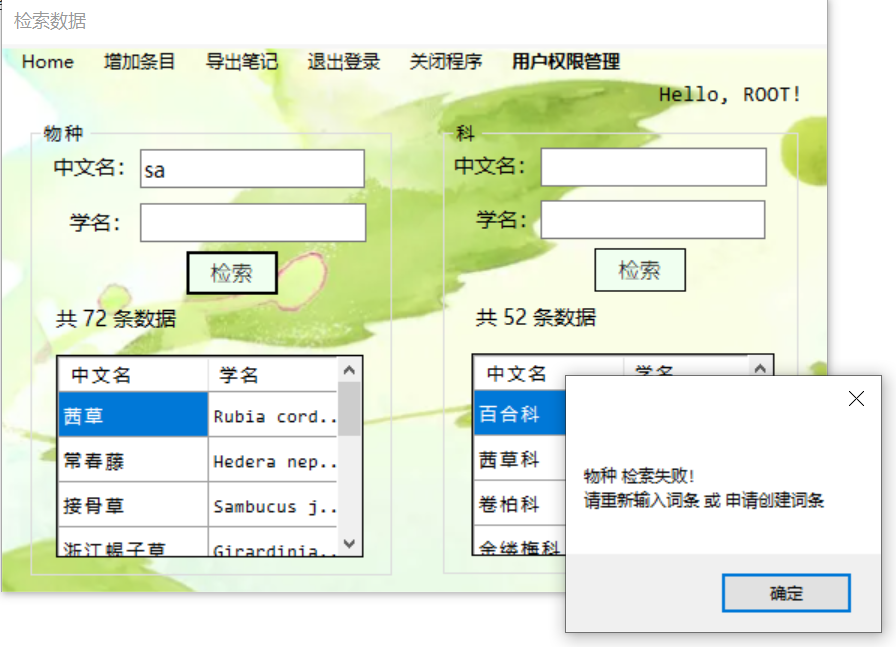 检索数据
Home 增加条目 导出笔记 退出登录 关闭程序 用户权限管理
Hello, ROOT!
物种
中文名: sa
学名:
检索
共 72 条数据
中文名 学名
茜草 Rubia cord..
常春藤 Hedera nep..
接骨草 Sambucus j..
浙江蝎子草 Girardinia..
科
中文名:
学名:
检索
共 52 条数据
中文名 学名
百合科
茜草科
卷柏科
金缕梅科
物种 检索失败!
请重新输入词条 或 申请创建词条
确定